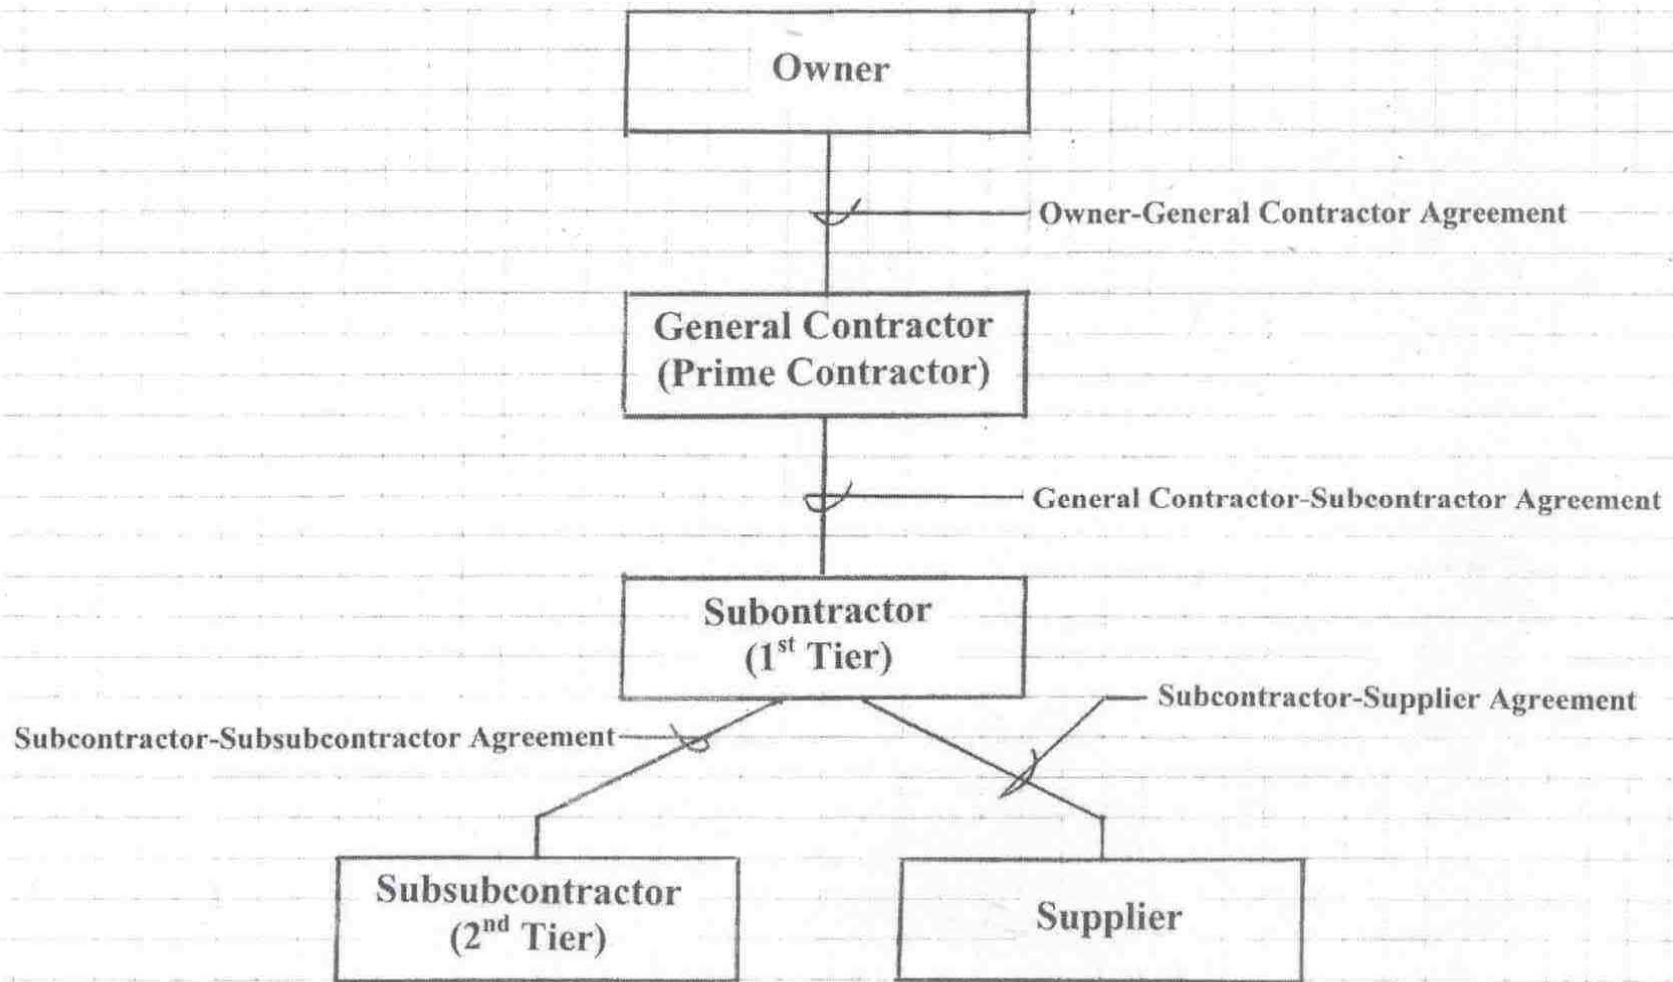 Owner
Owner-General Contractor Agreement
General Contractor
(Prime Contractor)
General Contractor-Subcontractor Agreement
Subontractor
(1st Tier)
Subcontractor-Supplier Agreement
Subcontractor-Subsubcontractor Agreement
Subsubcontractor
(2nd Tier)
Supplier